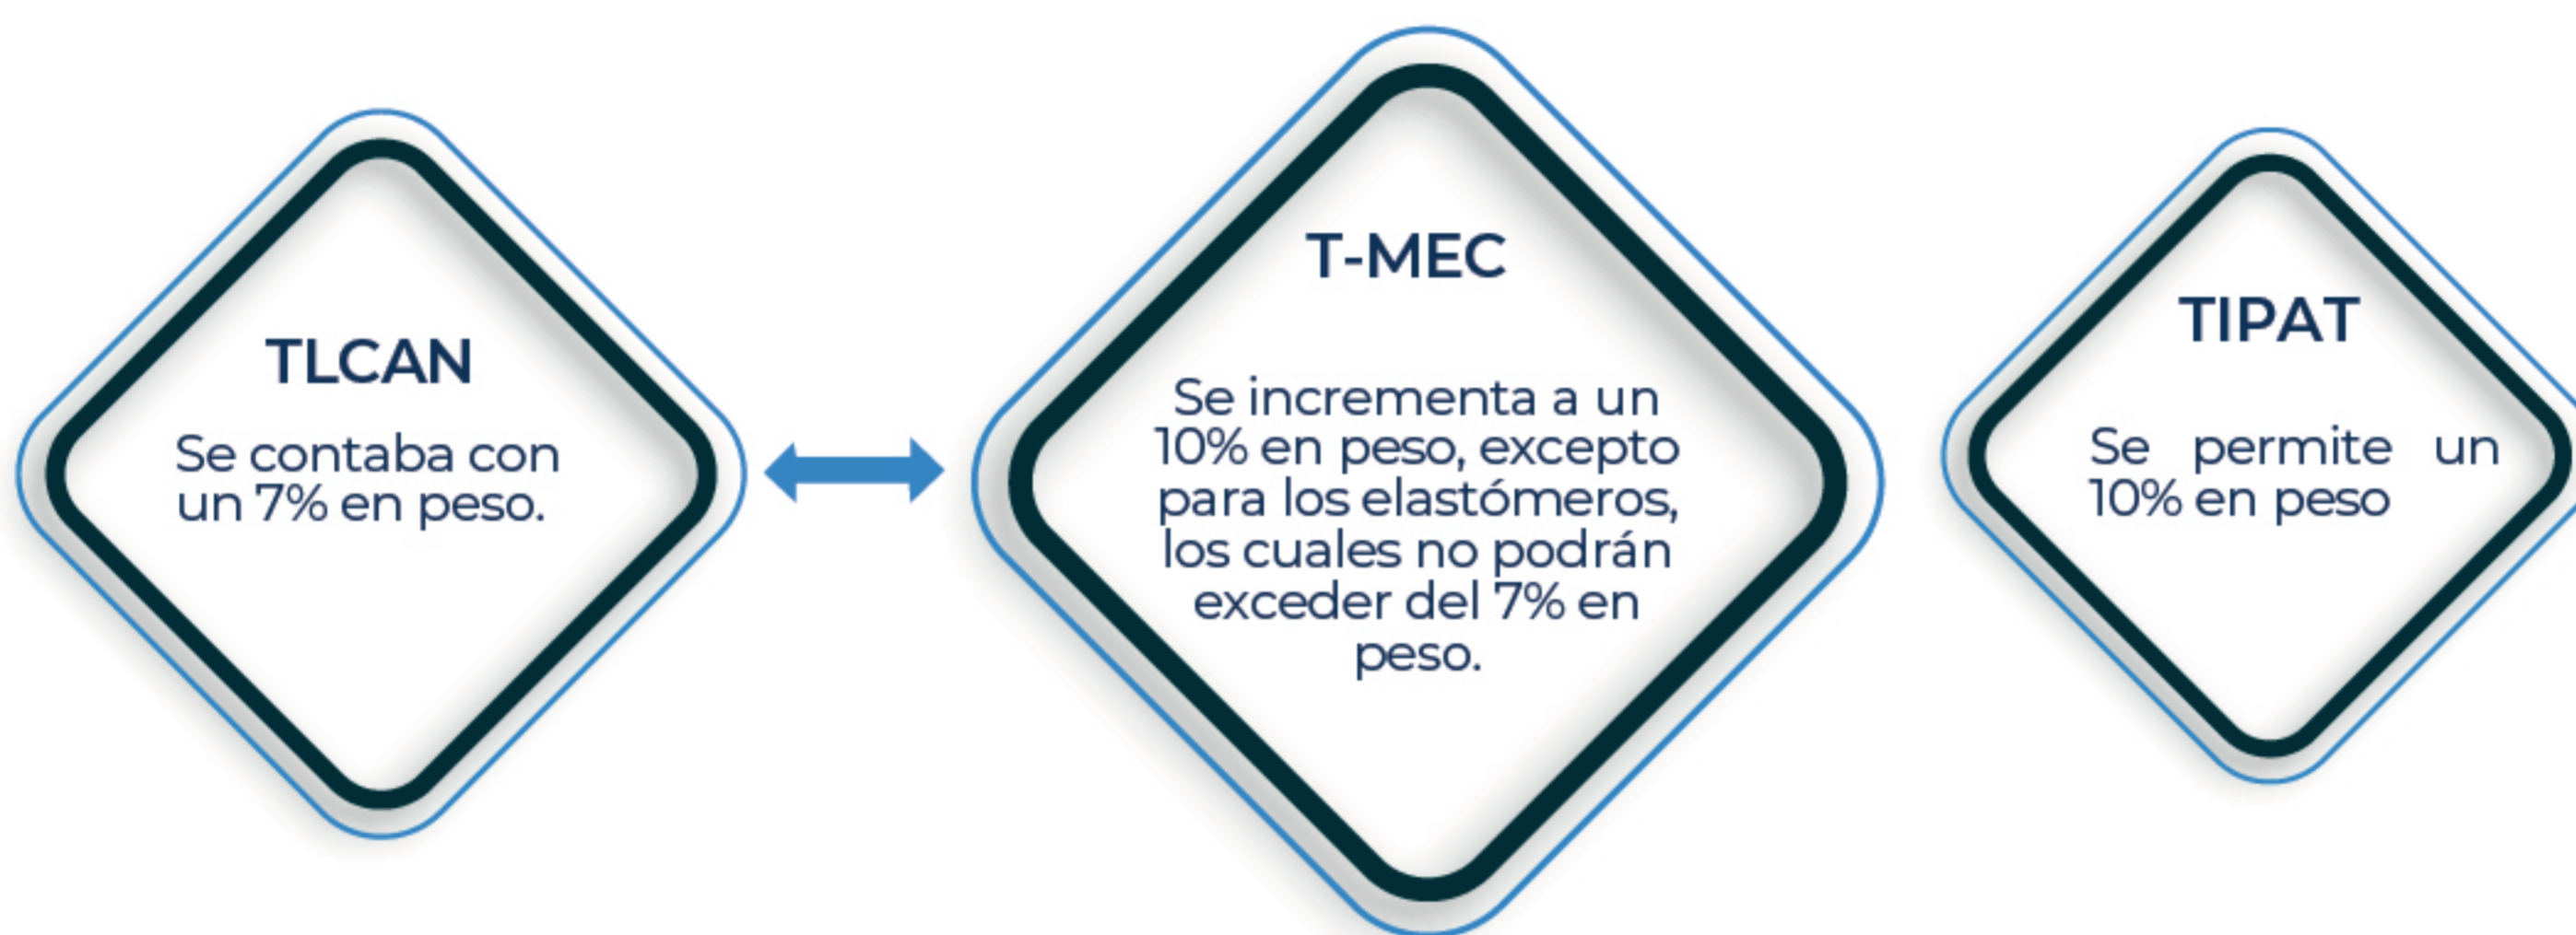 TLCAN
Se contaba con
un 7% en peso.
T-MEC
Se incrementa a un
10% en peso, excepto
para los elastómeros,
los cuales no podrán
exceder del 7% en
peso.
TIPAT
Se permite un
10% en peso